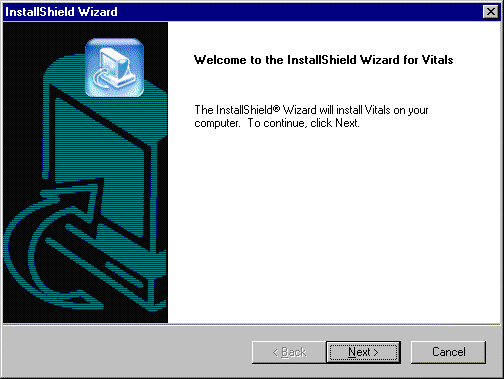 InstallShield Wizard
Welcome to the InstallShield Wizard for Vitals
The InstallShield® Wizard will install Vitals on your
computer. To continue, click Next.
< Back
Next >
Cancel